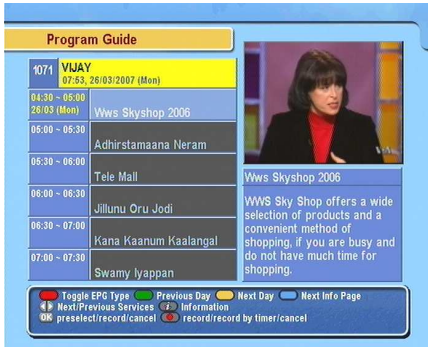 Program Guide
1071 VIJAY
07:53, 26/03/2007 (Mon)
04:30 ~ 05:00
26/03 (Mon)
Wws Skyshop 2006
05:00 ~ 05:30
Adhirstamaana Neram
05:30 ~ 06:00
Tele Mall
06:00 ~ 06:30
Jillunu Oru Jodi
06:30 ~ 07:00
Kana Kaanum Kaalangal
07:00 ~ 07:30
Swamy Iyappan
Wws Skyshop 2006
WWS Sky Shop offers a wide
selection of products and a
convenient method of
shopping, if you are busy and
do not have much time for
shopping.
Toggle EPG Type Previous Day Next Day Next Info Page
Next/Previous Services i Information
OK preselect/record/cancel record/record by timer/cancel